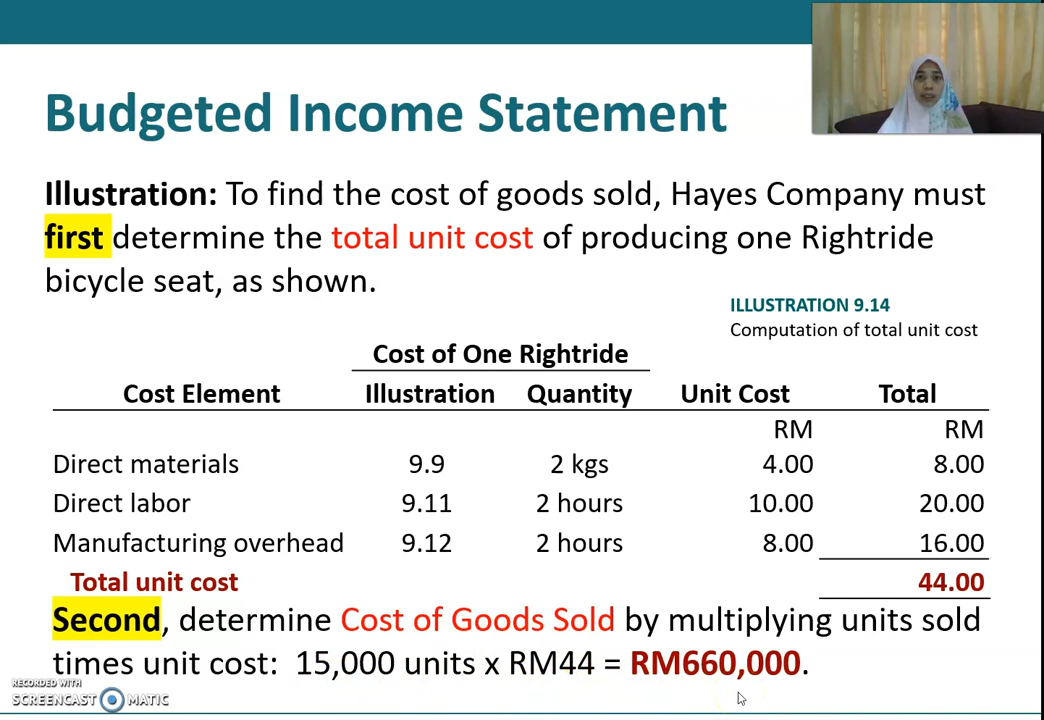 Budgeted Income Statement
Illustration: To find the cost of goods sold, Hayes Company must
first determine the total unit cost of producing one Rightride
bicycle seat, as shown.
ILLUSTRATION 9.14
Computation of total unit cost
Cost of One Rightride
Cost Element Illustration Quantity Unit Cost Total
RM RM
Direct materials 9.9 2 kgs 4.00 8.00
Direct labor 9.11 2 hours 10.00 20.00
Manufacturing overhead 9.12 2 hours 8.00 16.00
Total unit cost 44.00
Second, determine Cost of Goods Sold by multiplying units sold
times unit cost: 15,000 units x RM44 = RM660,000.
RECORDED WITH
SCREENCAST MATIC